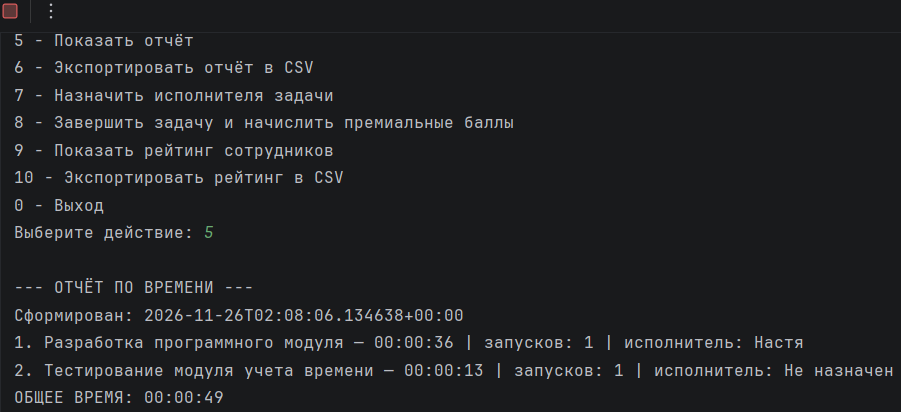 5 - Показать отчёт
6 - Экспортировать отчёт в CSV
7 - Назначить исполнителя задачи
8 - Завершить задачу и начислить премиальные баллы
9 - Показать рейтинг сотрудников
10 - Экспортировать рейтинг в CSV
0 - Выход
Выберите действие: 5
--- ОТЧЁТ ПО ВРЕМЕНИ ---
Сформирован: 2026-11-26T02:08:06.134638+00:00
1. Разработка программного модуля — 00:00:36 | запусков: 1 | исполнитель: Настя
2. Тестирование модуля учета времени — 00:00:13 | запусков: 1 | исполнитель: Не назначен
ОБЩЕЕ ВРЕМЯ: 00:00:49